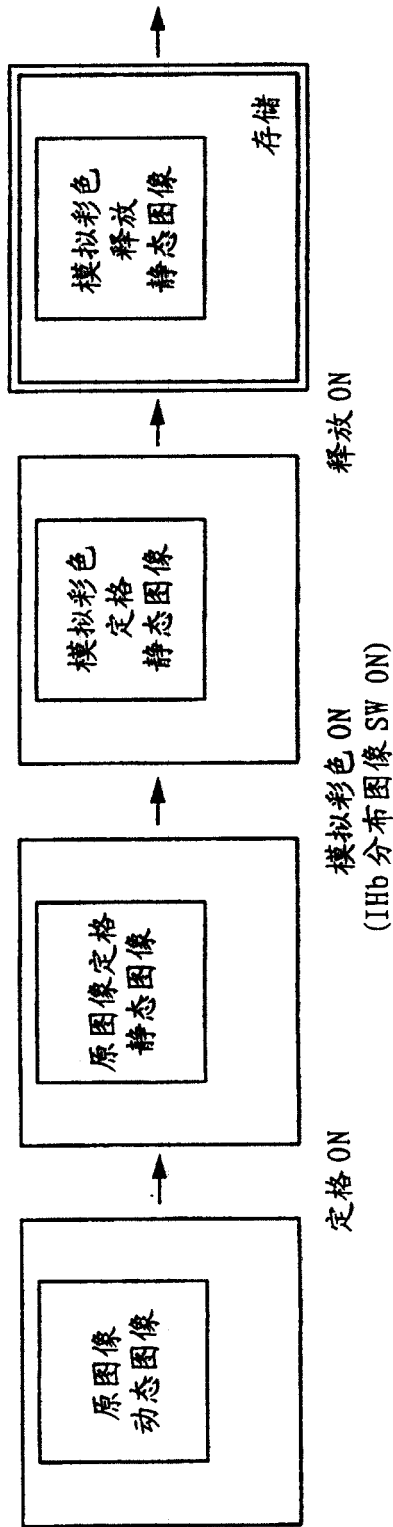 原图像
动态图像
定格 ON
原图像定格
静态图像
模拟彩色 ON
(IHb 分布图像 SW ON)
模拟彩色
定格
静态图像
释放 ON
模拟彩色
释放
静态图像
存储